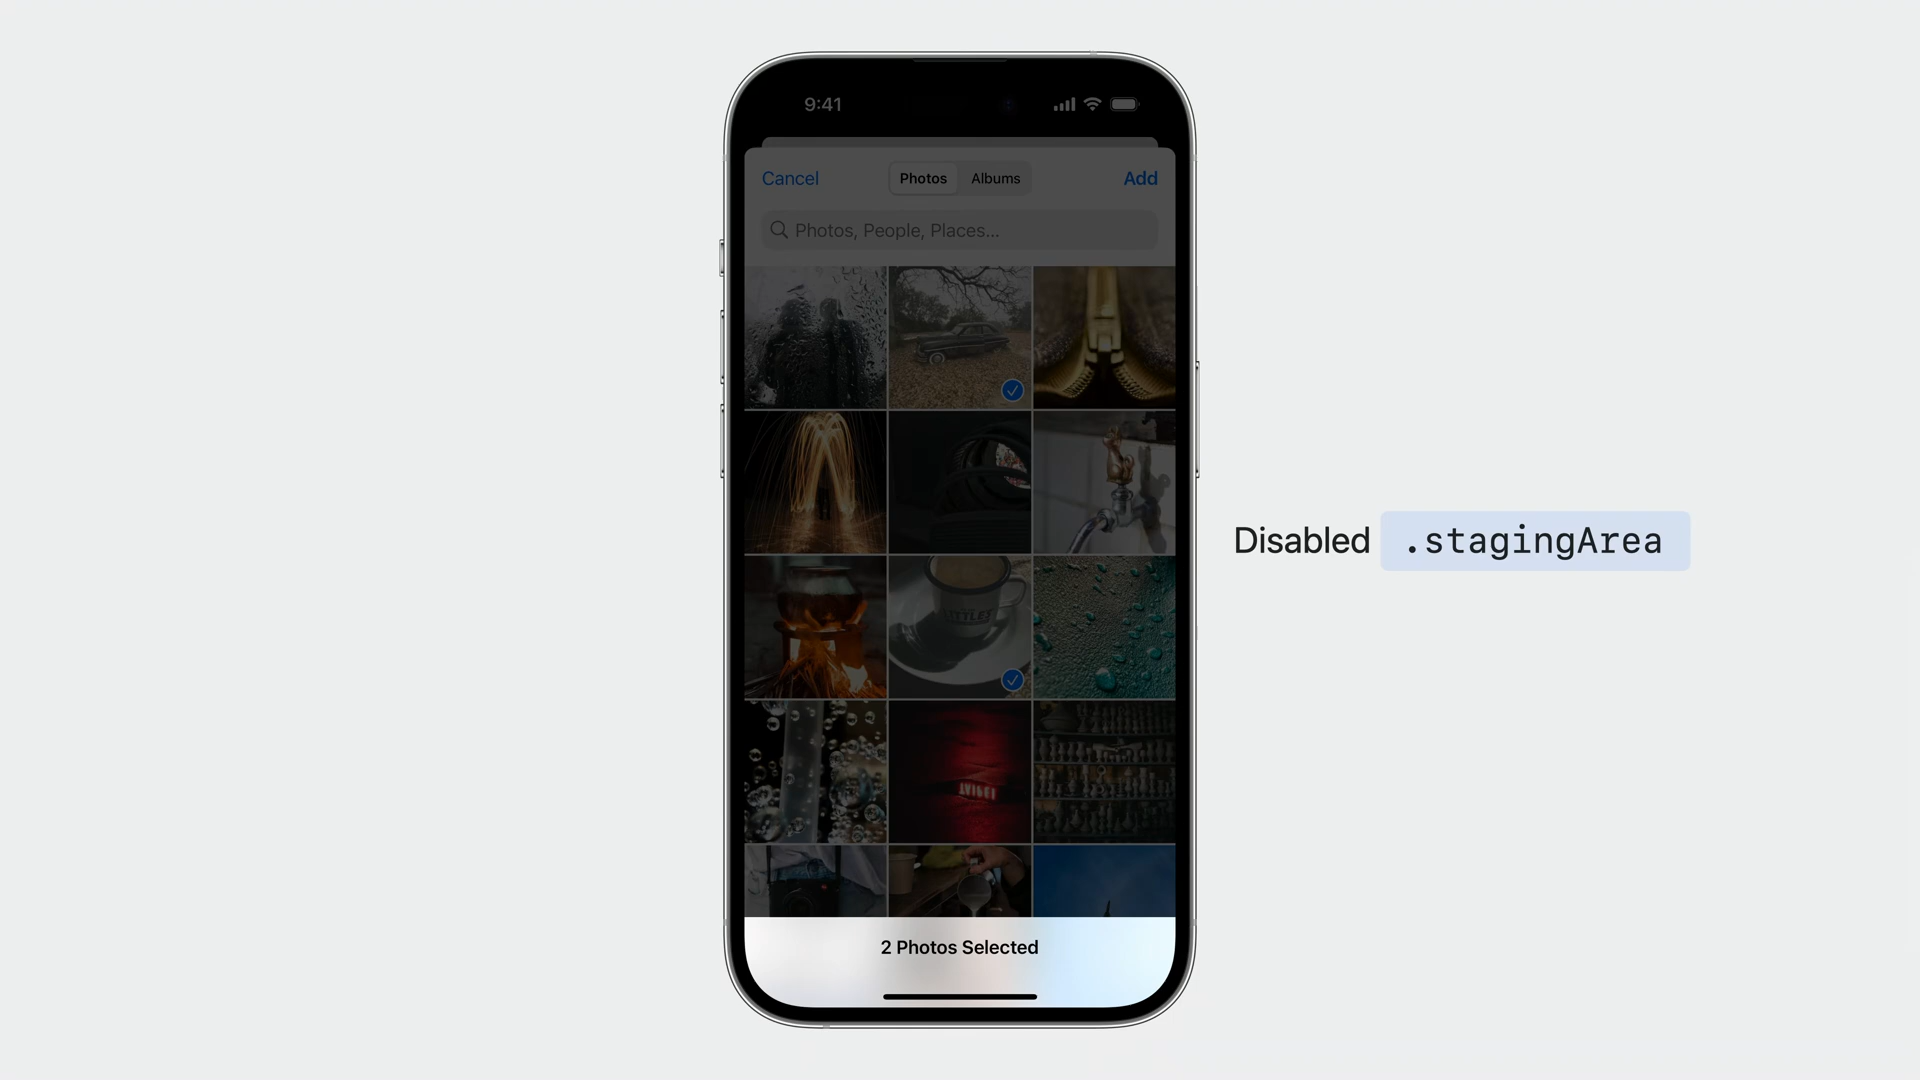 9:41
Cancel
Photos
Albums
Add
Photos, People, Places...
2 Photos Selected
Disabled .stagingArea